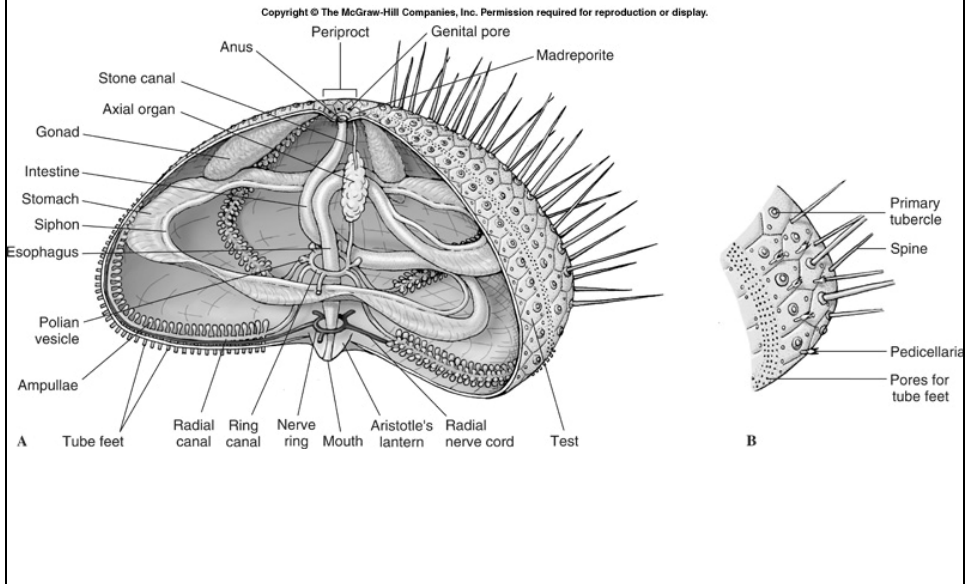 Copyright © The McGraw-Hill Companies, Inc. Permission required for reproduction or display.
Periproct
Genital pore
Anus
Madreporite
Stone canal
Axial organ
Gonad
Intestine
Stomach
Siphon
Esophagus
Polian
vesicle
Ampullae
Tube feet
Radial
canal
Ring
canal
Nerve
ring
Mouth
Aristotle's
lantern
Radial
nerve cord
Test
A
Primary
tubercle
Spine
Pedicellaria
Pores for
tube feet
B